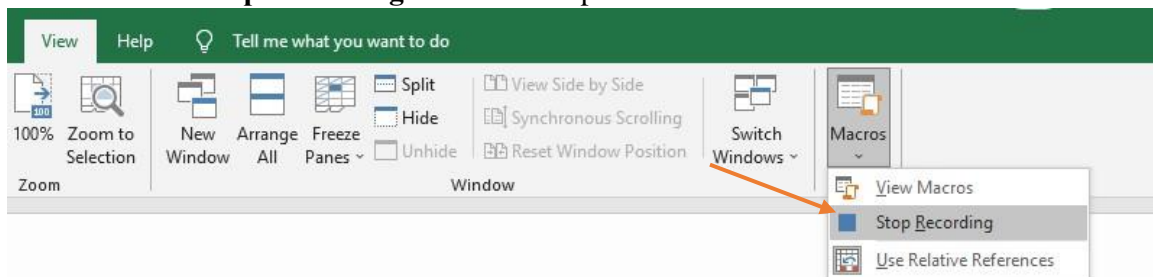 View Help Tell me what you want to do
100% Zoom to Selection
New Window Arrange All Freeze Panes
Split
Hide
Unhide
View Side by Side
Synchronous Scrolling
Reset Window Position
Switch Windows
Macros
Zoom Window
View Macros
Stop Recording
Use Relative References